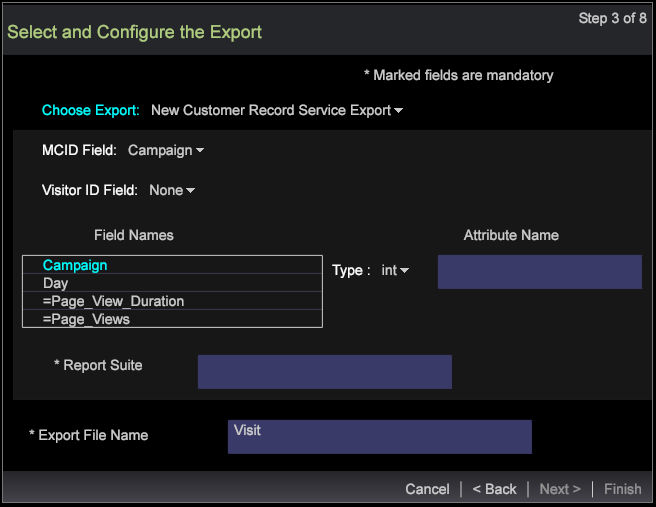 Step 3 of 8
Select and Configure the Export
* Marked fields are mandatory
Choose Export: New Customer Record Service Export
MCID Field: Campaign
Visitor ID Field: None
Field Names
Attribute Name
Campaign
Type : int
Day
=Page_View_Duration
=Page_Views
* Report Suite
* Export File Name
Visit
Cancel | < Back | Next > | Finish